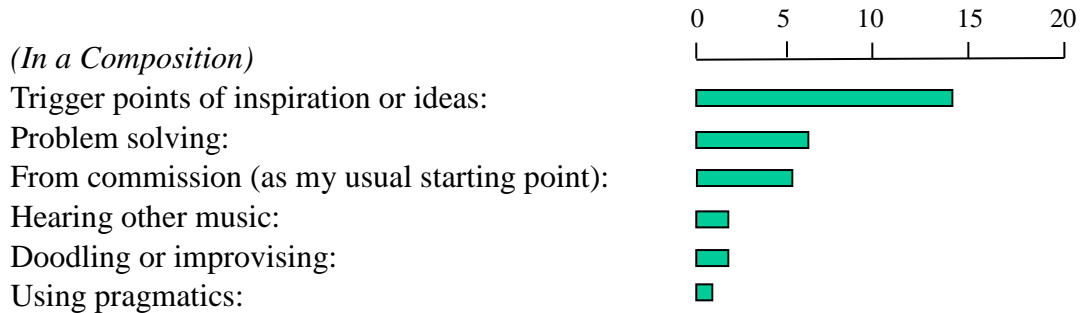 0 5 10 15 20
(In a Composition)
Trigger points of inspiration or ideas:
Problem solving:
From commission (as my usual starting point):
Hearing other music:
Doodling or improvising:
Using pragmatics: